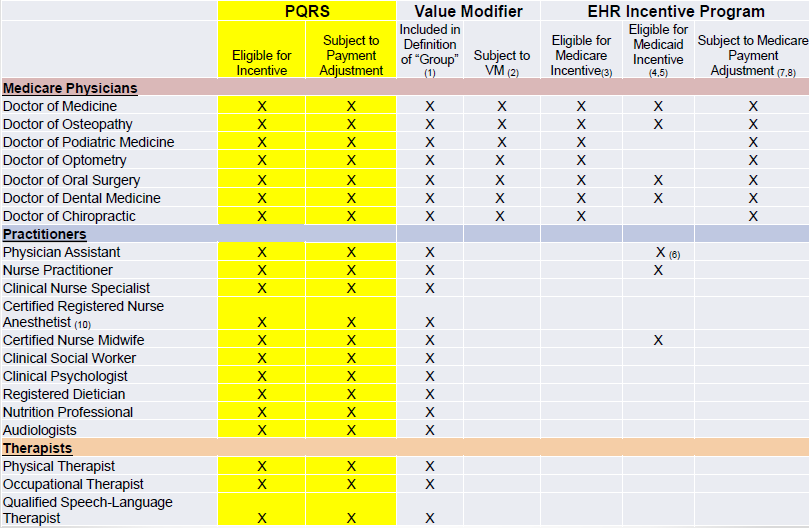 PQRS Value Modifier EHR Incentive Program
Eligible for Incentive Subject to Payment Adjustment Included in Definition of “Group” (1) Subject to VM (2) Eligible for Medicare Incentive(3) Eligible for Medicaid Incentive (4,5) Subject to Medicare Payment Adjustment (7,8)
Medicare Physicians
Doctor of Medicine X X X X X X X
Doctor of Osteopathy X X X X X X X
Doctor of Podiatric Medicine X X X X X X
Doctor of Optometry X X X X X X
Doctor of Oral Surgery X X X X X X X
Doctor of Dental Medicine X X X X X X X
Doctor of Chiropractic X X X X X X
Practitioners
Physician Assistant X X X X (6)
Nurse Practitioner X X X X
Clinical Nurse Specialist X X X
Certified Registered Nurse
Anesthetist (10) X X X
Certified Nurse Midwife X X X X
Clinical Social Worker X X X
Clinical Psychologist X X X
Registered Dietician X X X
Nutrition Professional X X X
Audiologists X X X
Therapists
Physical Therapist X X X
Occupational Therapist X X X
Qualified Speech-Language
Therapist X X X